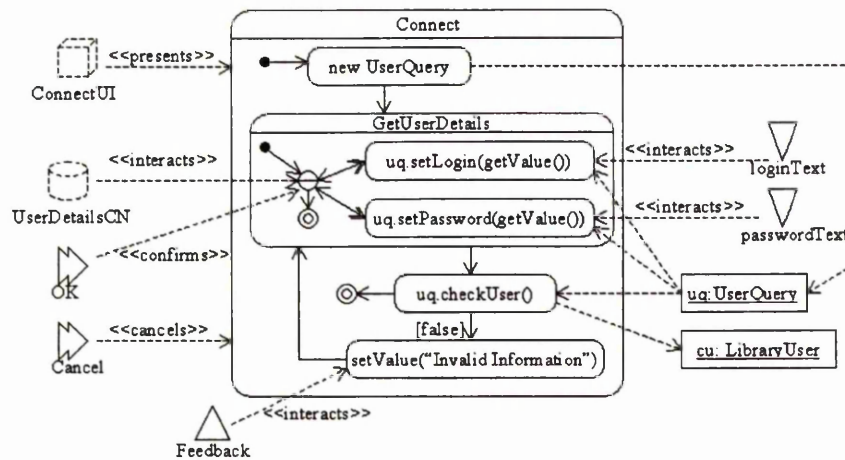 Connect
<<presents>>
new UserQuery
ConnectUI
GetUserDetails
<<interacts>>
uq.setLogin(getValue())
<<interacts>>
loginText
UserDetailsCN
uq.setPassword(getValue())
<<interacts>>
passwordText
<<confirms>>
OK
uq.checkUser()
uq:UserQuery
<<cancels>>
[false]
Cancel
setValue("Invalid Information")
cu: LibraryUser
<<interacts>>
Feedback